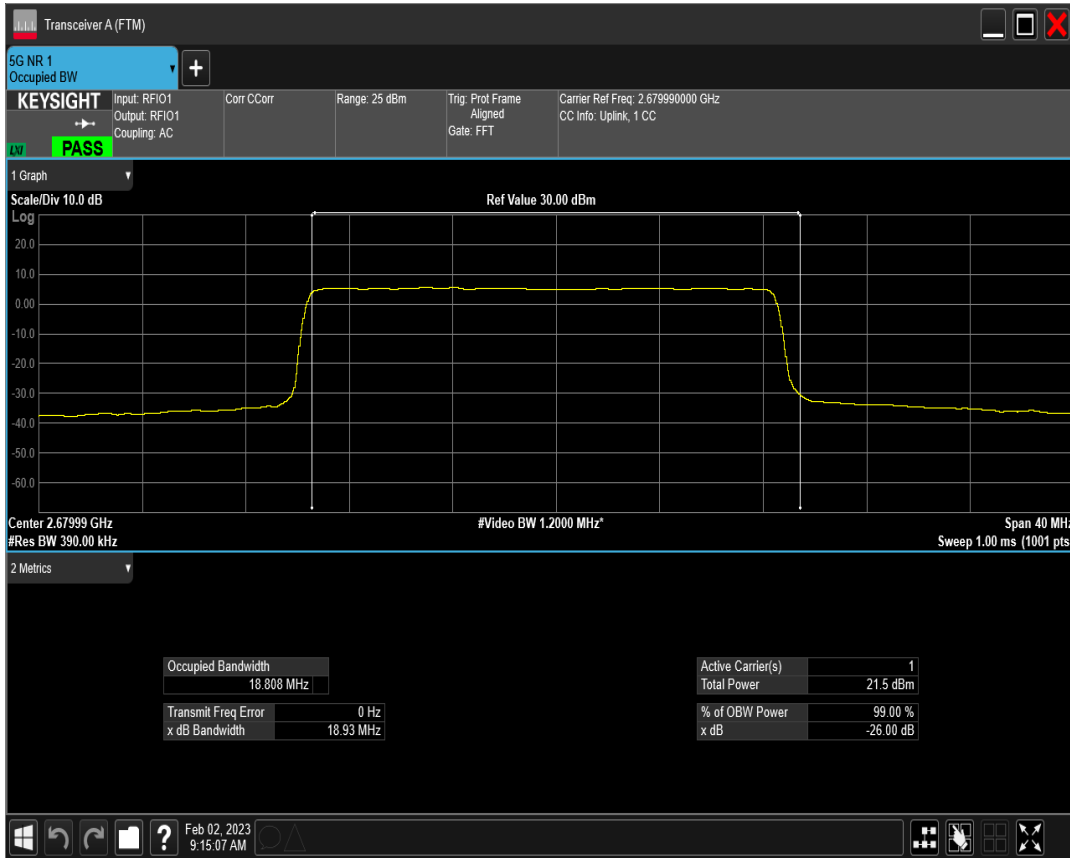 Transceiver A (FTM)
5G NR 1
Occupied BW
+
KEYSIGHT
Input: RFIO1
Output: RFIO1
Coupling: AC
Corr CCorr
Range: 25 dBm
Trig: Prot Frame
Aligned
Gate: FFT
Carrier Ref Freq: 2.679990000 GHz
CC Info: Uplink, 1 CC
LXI
PASS
1 Graph
Scale/Div 10.0 dB
Ref Value 30.00 dBm
Log
20.0
10.0
0.00
-10.0
-20.0
-30.0
-40.0
-50.0
-60.0
Center 2.67999 GHz
#Video BW 1.2000 MHz*
Span 40 MHz
#Res BW 390.00 kHz
Sweep 1.00 ms (1001 pts
2 Metrics
Occupied Bandwidth
18.808 MHz
Transmit Freq Error 0 Hz
x dB Bandwidth 18.93 MHz
Active Carrier(s) 1
Total Power 21.5 dBm
% of OBW Power 99.00 %
x dB -26.00 dB
?
Feb 02, 2023
9:15:07 AM